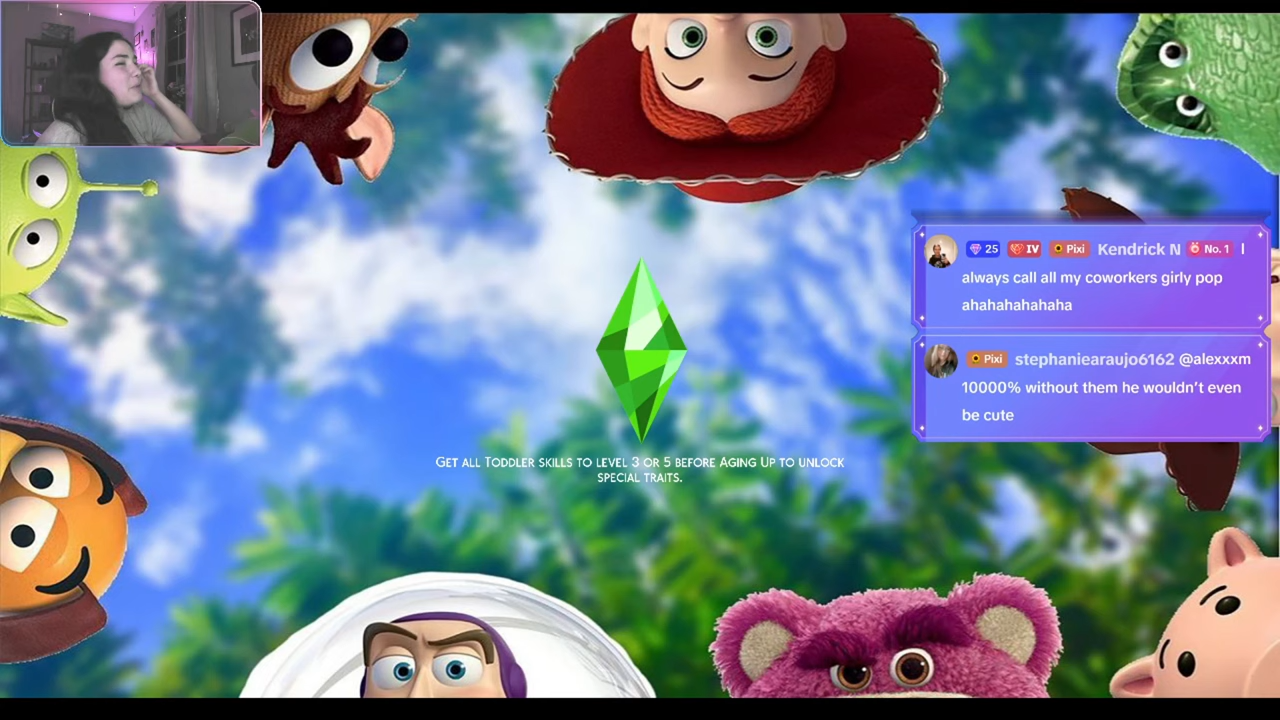 25 IV Pixi Kendrick N No. 1 I
always call all my coworkers girly pop
ahahahahahaha
Pixi stephaniearaujo6162 @alexxxm
10000% without them he wouldn't even
be cute
GET ALL TODDLER SKILLS TO LEVEL 3 OR 5 BEFORE AGING UP TO UNLOCK
SPECIAL TRAITS.